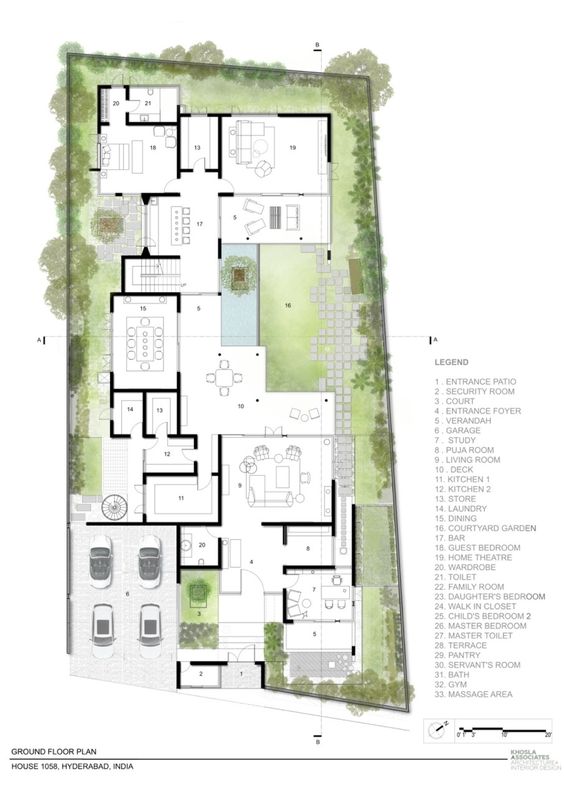 B
20
21
18
13
19
17
5
UP
15
5
16
A
A
10
14
13
12
11
9
20
4
8
7
6
3
5
2
1
B
LEGEND
1 . ENTRANCE PATIO
2 . SECURITY ROOM
3 . COURT
4 . ENTRANCE FOYER
5 . VERANDAH
6 . GARAGE
7 . STUDY
8 . PUJA ROOM
9 . LIVING ROOM
10 . DECK
11. KITCHEN 1
12. KITCHEN 2
13. STORE
14. LAUNDRY
15. DINING
16. COURTYARD GARDEN
17. BAR
18. GUEST BEDROOM
19. HOME THEATRE
20. WARDROBE
21. TOILET
22. FAMILY ROOM
23. DAUGHTER'S BEDROOM
24. WALK IN CLOSET
25. CHILD'S BEDROOM 2
26. MASTER BEDROOM
27. MASTER TOILET
28. TERRACE
29. PANTRY
30. SERVANT'S ROOM
31. BATH
32. GYM
33. MASSAGE AREA
N
0' 1' 3' 10' 20'
GROUND FLOOR PLAN
HOUSE 1058, HYDERABAD, INDIA
KHOSLA
ASSOCIATES
ARCHITECTURE+
INTERIOR DESIGN